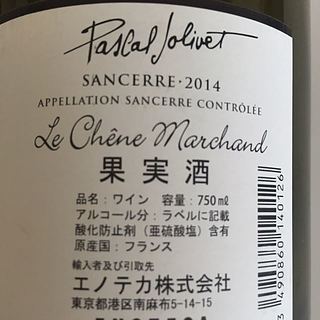 Pascal Jolivet
SANCERRE・2014
APPELLATION SANCERRE CONTRÔLÉE
Le Chêne Marchand
果実酒
品名：ワイン 容量：750mℓ
アルコール分：ラベルに記載
酸化防止剤（亜硫酸塩）含有
原産国：フランス
輸入者及び引取先
エノテカ株式会社
東京都港区南麻布5-14-15
3 490860 140126